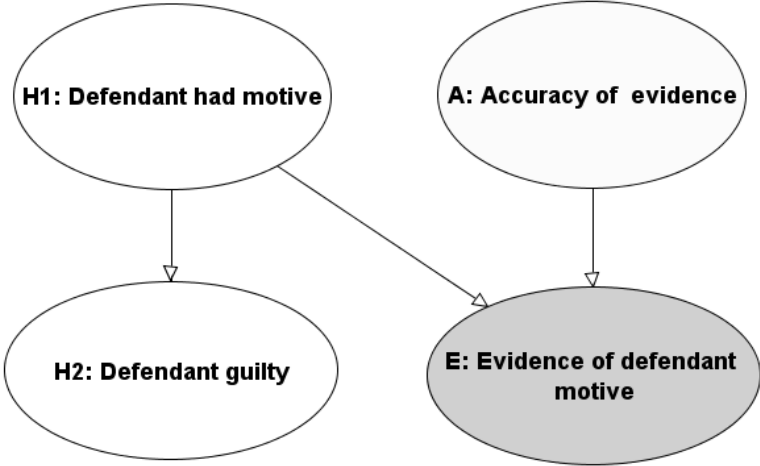 H1: Defendant had motive
A: Accuracy of evidence
H2: Defendant guilty
E: Evidence of defendant
motive